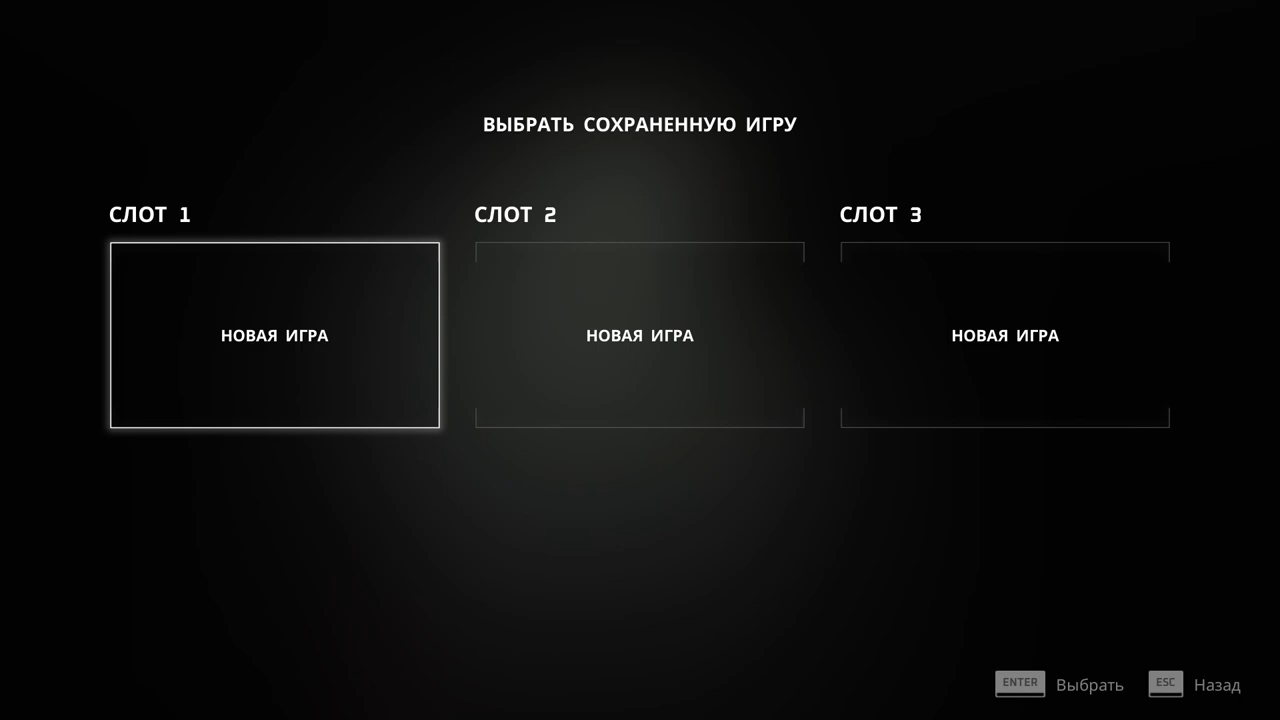 ВЫБРАТЬ СОХРАНЕННУЮ ИГРУ
СЛОТ 1
СЛОТ 2
СЛОТ 3
НОВАЯ ИГРА
НОВАЯ ИГРА
НОВАЯ ИГРА
ENTER Выбрать ESC Назад